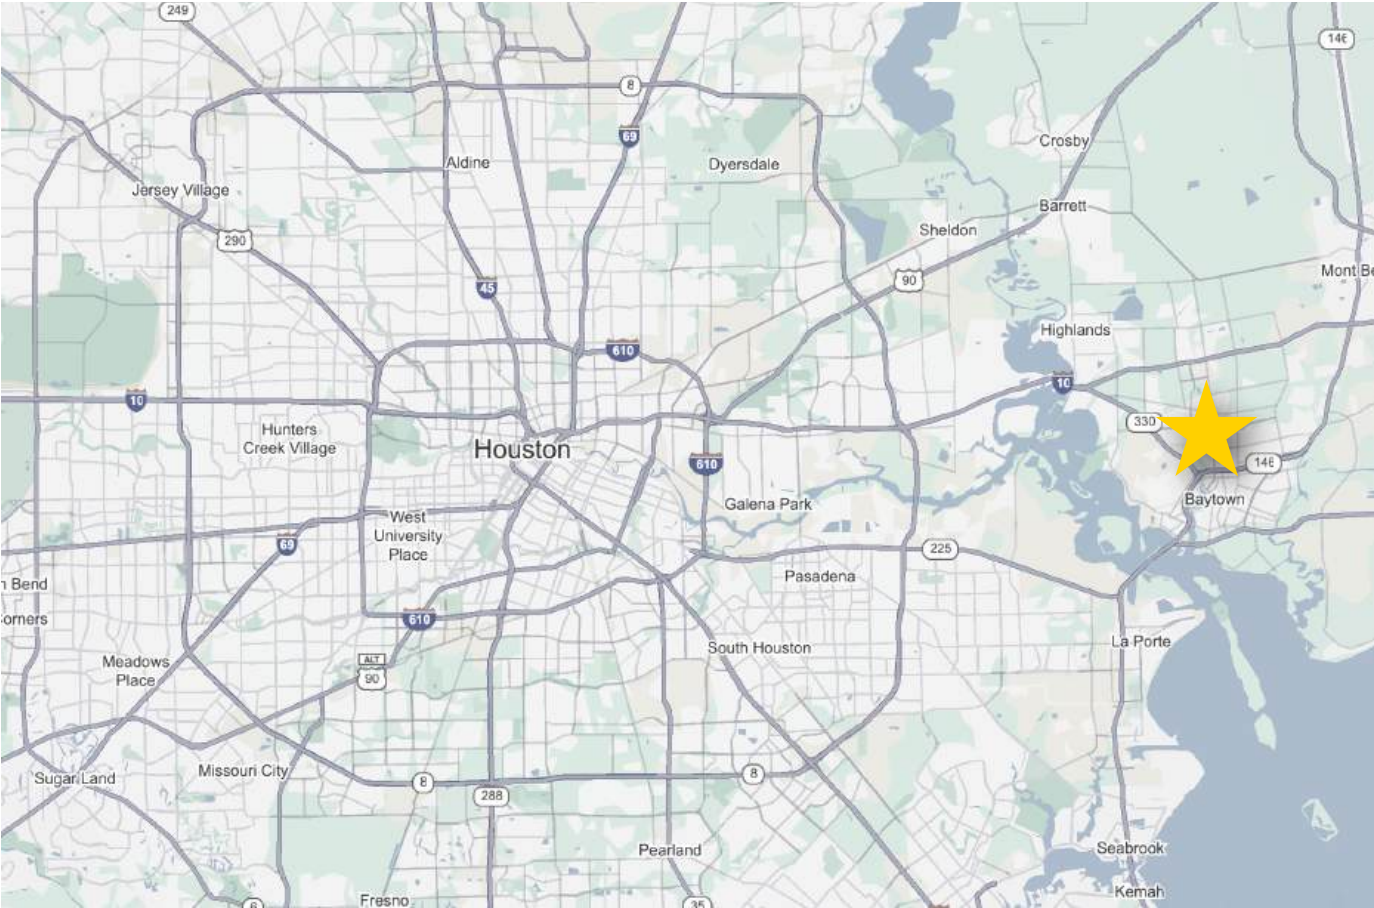 249
146
8
69
Crosby
Aldine
Dyersdale
Jersey Village
Barrett
Sheldon
290
90
Mont Be
45
Highlands
610
10
10
330
Hunters
Creek Village
Houston
610
146
Baytown
Galena Park
West
University
Place
69
225
Pasadena
n Bend
Corners
610
La Porte
South Houston
Meadows
Place
ALT
90
Missouri City
Sugar Land
8
8
288
Pearland
Seabrook
Kemah
Fresno
6
35